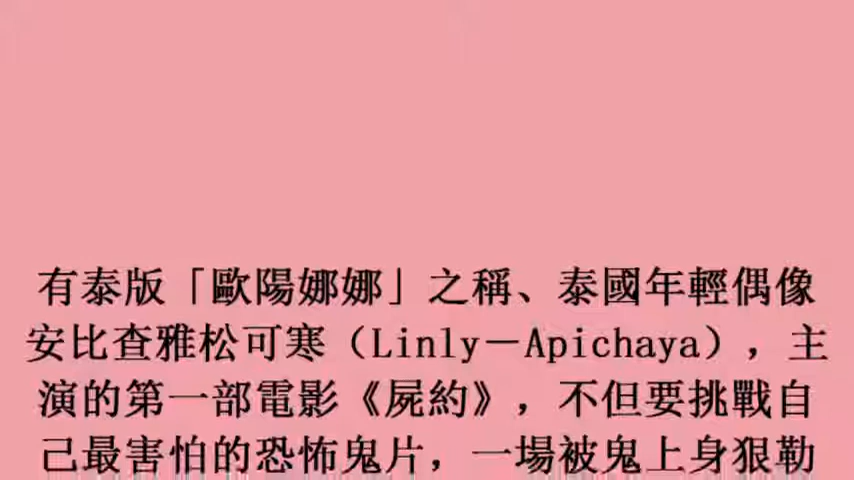 有泰版「歐陽娜娜」之稱、泰國年輕偶像
安比查雅松可寒（Linly－Apichaya），主
演的第一部電影《屍約》，不但要挑戰自
己最害怕的恐怖鬼片，一場被鬼上身狠勒